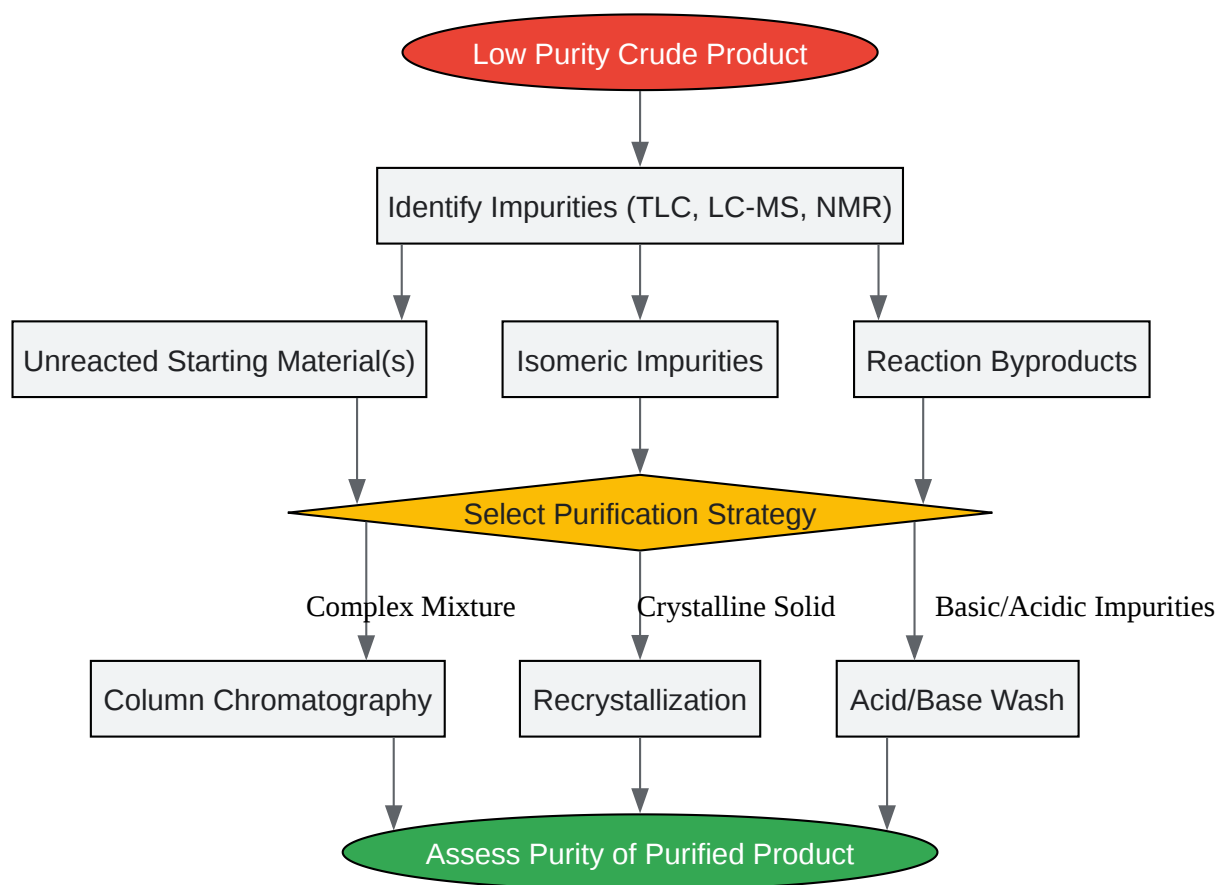 Low Purity Crude Product
Identify Impurities (TLC, LC-MS, NMR)
Unreacted Starting Material(s)
Isomeric Impurities
Reaction Byproducts
Select Purification Strategy
Complex Mixture
Crystalline Solid
Basic/Acidic Impurities
Column Chromatography
Recrystallization
Acid/Base Wash
Assess Purity of Purified Product